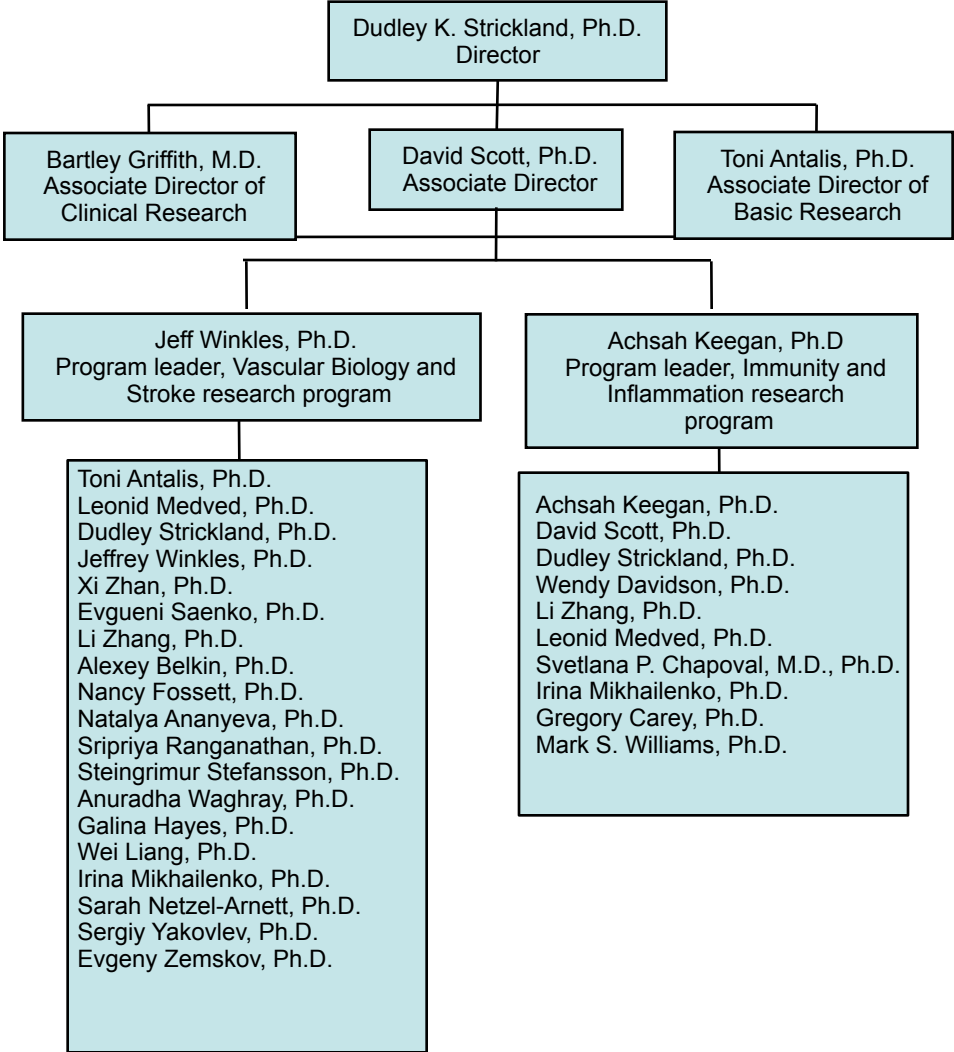 Dudley K. Strickland, Ph.D.
Director
Bartley Griffith, M.D.
Associate Director of
Clinical Research
David Scott, Ph.D.
Associate Director
Toni Antalis, Ph.D.
Associate Director of
Basic Research
Jeff Winkles, Ph.D.
Program leader, Vascular Biology and
Stroke research program
Achsah Keegan, Ph.D
Program leader, Immunity and
Inflammation research
program
Toni Antalis, Ph.D.
Leonid Medved, Ph.D.
Dudley Strickland, Ph.D.
Jeffrey Winkles, Ph.D.
Xi Zhan, Ph.D.
Evgueni Saenko, Ph.D.
Li Zhang, Ph.D.
Alexey Belkin, Ph.D.
Nancy Fossett, Ph.D.
Natalya Ananyeva, Ph.D.
Sripriya Ranganathan, Ph.D.
Steingrimur Stefansson, Ph.D.
Anuradha Waghray, Ph.D.
Galina Hayes, Ph.D.
Wei Liang, Ph.D.
Irina Mikhailenko, Ph.D.
Sarah Netzel-Arnett, Ph.D.
Sergiy Yakovlev, Ph.D.
Evgeny Zemskov, Ph.D.
Achsah Keegan, Ph.D.
David Scott, Ph.D.
Dudley Strickland, Ph.D.
Wendy Davidson, Ph.D.
Li Zhang, Ph.D.
Leonid Medved, Ph.D.
Svetlana P. Chapoval, M.D., Ph.D.
Irina Mikhailenko, Ph.D.
Gregory Carey, Ph.D.
Mark S. Williams, Ph.D.